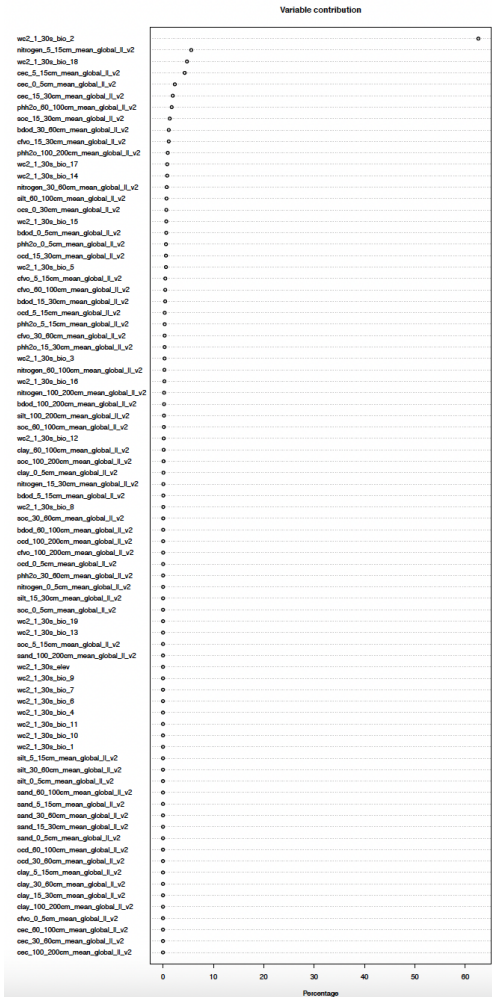 Variable contribution
wc2_1_30s_bio_2
nitrogen_5_15cm_mean_global_ll_v2
wc2_1_30s_bio_18
cec_5_15cm_mean_global_ll_v2
cec_0_5cm_mean_global_ll_v2
cec_15_30cm_mean_global_ll_v2
phh2o_60_100cm_mean_global_ll_v2
soc_15_30cm_mean_global_ll_v2
bdod_30_60cm_mean_global_ll_v2
cfvo_15_30cm_mean_global_ll_v2
phh2o_100_200cm_mean_global_ll_v2
wc2_1_30s_bio_17
wc2_1_30s_bio_14
nitrogen_30_60cm_mean_global_ll_v2
silt_60_100cm_mean_global_ll_v2
ocs_0_30cm_mean_global_ll_v2
wc2_1_30s_bio_15
bdod_0_5cm_mean_global_ll_v2
phh2o_0_5cm_mean_global_ll_v2
ocd_15_30cm_mean_global_ll_v2
wc2_1_30s_bio_5
cfvo_5_15cm_mean_global_ll_v2
cfvo_60_100cm_mean_global_ll_v2
bdod_15_30cm_mean_global_ll_v2
ocd_5_15cm_mean_global_ll_v2
phh2o_5_15cm_mean_global_ll_v2
cfvo_30_60cm_mean_global_ll_v2
phh2o_15_30cm_mean_global_ll_v2
wc2_1_30s_bio_3
nitrogen_60_100cm_mean_global_ll_v2
wc2_1_30s_bio_16
nitrogen_100_200cm_mean_global_ll_v2
bdod_100_200cm_mean_global_ll_v2
silt_100_200cm_mean_global_ll_v2
soc_60_100cm_mean_global_ll_v2
wc2_1_30s_bio_12
clay_60_100cm_mean_global_ll_v2
soc_100_200cm_mean_global_ll_v2
clay_0_5cm_mean_global_ll_v2
nitrogen_15_30cm_mean_global_ll_v2
bdod_5_15cm_mean_global_ll_v2
wc2_1_30s_bio_8
soc_30_60cm_mean_global_ll_v2
bdod_60_100cm_mean_global_ll_v2
ocd_100_200cm_mean_global_ll_v2
cfvo_100_200cm_mean_global_ll_v2
ocd_0_5cm_mean_global_ll_v2
phh2o_30_60cm_mean_global_ll_v2
nitrogen_0_5cm_mean_global_ll_v2
silt_15_30cm_mean_global_ll_v2
soc_0_5cm_mean_global_ll_v2
wc2_1_30s_bio_19
wc2_1_30s_bio_13
soc_5_15cm_mean_global_ll_v2
sand_100_200cm_mean_global_ll_v2
wc2_1_30s_elev
wc2_1_30s_bio_9
wc2_1_30s_bio_7
wc2_1_30s_bio_6
wc2_1_30s_bio_4
wc2_1_30s_bio_11
wc2_1_30s_bio_10
wc2_1_30s_bio_1
silt_5_15cm_mean_global_ll_v2
silt_30_60cm_mean_global_ll_v2
silt_0_5cm_mean_global_ll_v2
sand_60_100cm_mean_global_ll_v2
sand_5_15cm_mean_global_ll_v2
sand_30_60cm_mean_global_ll_v2
sand_15_30cm_mean_global_ll_v2
sand_0_5cm_mean_global_ll_v2
ocd_60_100cm_mean_global_ll_v2
ocd_30_60cm_mean_global_ll_v2
clay_5_15cm_mean_global_ll_v2
clay_30_60cm_mean_global_ll_v2
clay_15_30cm_mean_global_ll_v2
clay_100_200cm_mean_global_ll_v2
cfvo_0_5cm_mean_global_ll_v2
cec_60_100cm_mean_global_ll_v2
cec_30_60cm_mean_global_ll_v2
cec_100_200cm_mean_global_ll_v2
0 10 20 30 40 50 60
Percentage